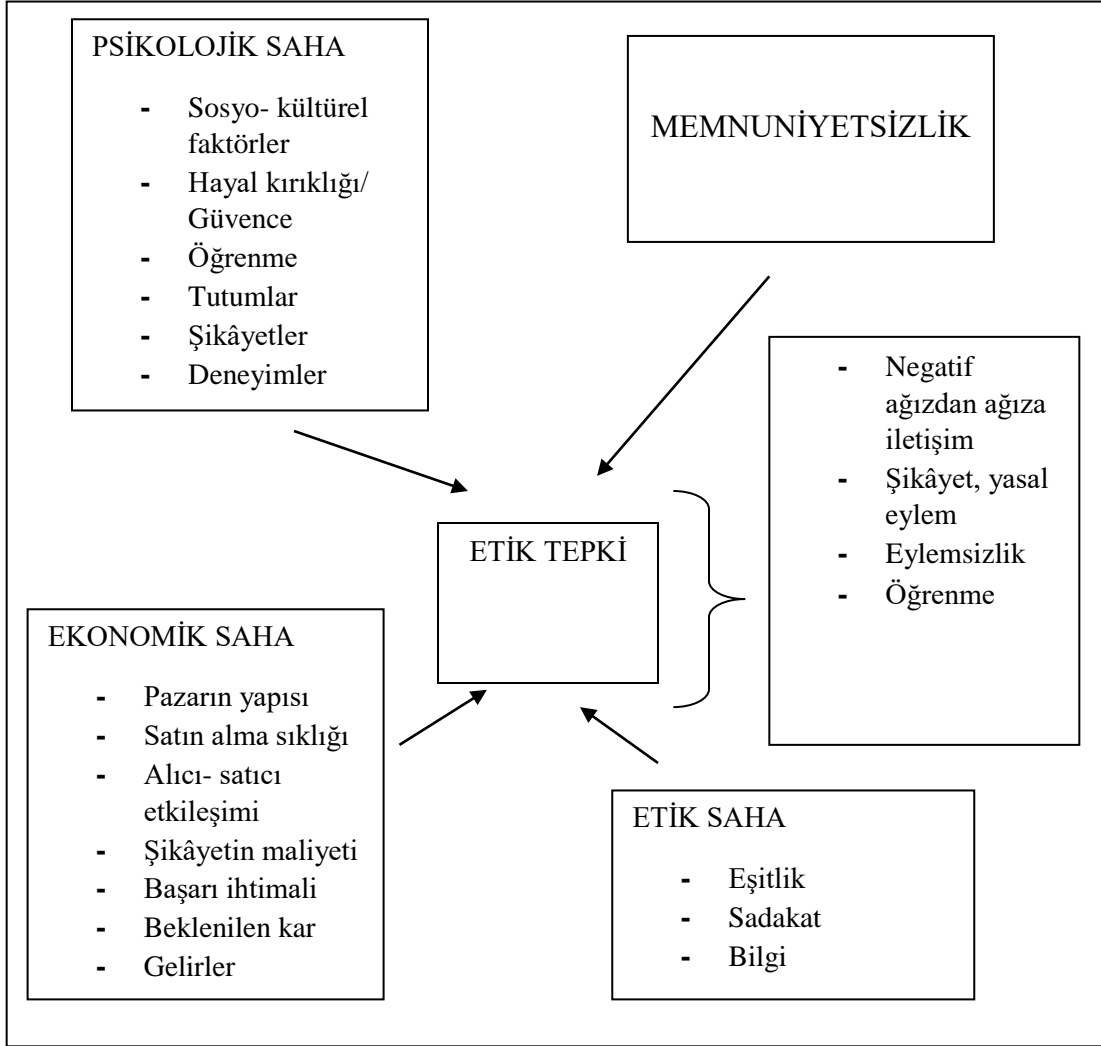 PSİKOLOJİK SAHA
- Sosyo- kültürel
faktörler
- Hayal kırıklığı/
Güvence
- Öğrenme
- Tutumlar
- Şikâyetler
- Deneyimler
MEMNUNİYETSİZLİK
- Negatif
ağızdan ağıza
iletişim
- Şikâyet, yasal
eylem
- Eylemsizlik
- Öğrenme
ETİK TEPKİ
EKONOMİK SAHA
- Pazarın yapısı
- Satın alma sıklığı
- Alıcı- satıcı
etkileşimi
- Şikâyetin maliyeti
- Başarı ihtimali
- Beklenilen kar
- Gelirler
ETİK SAHA
- Eşitlik
- Sadakat
- Bilgi